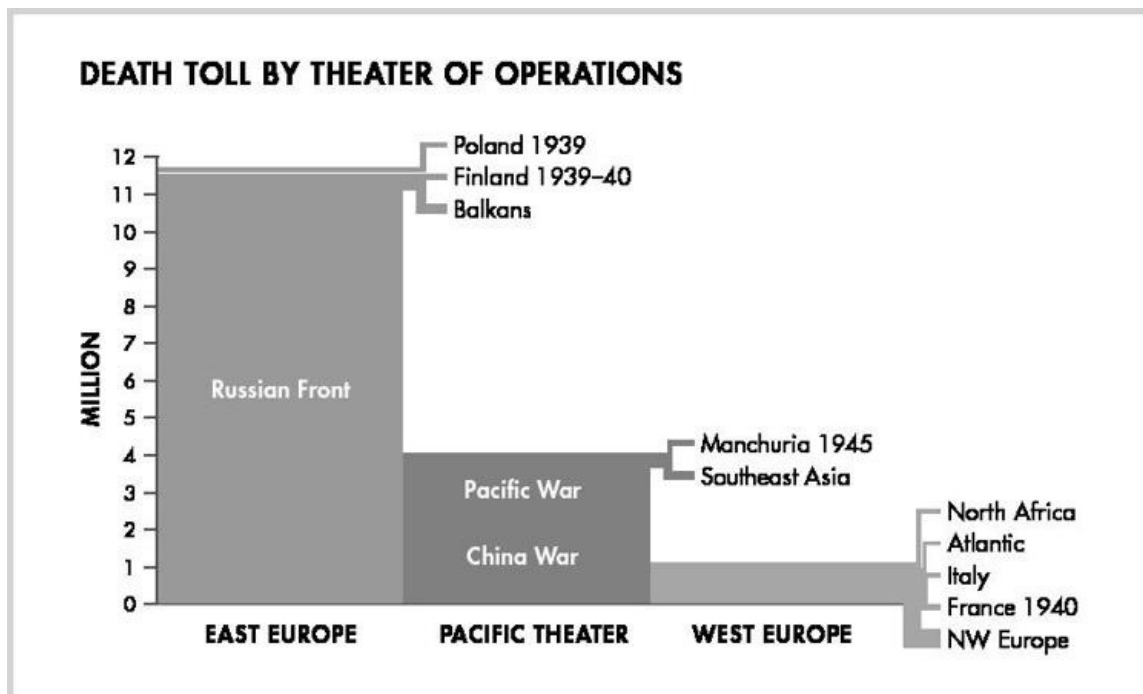 DEATH TOLL BY THEATER OF OPERATIONS
Poland 1939
Finland 1939–40
Balkans
12
11
10
9
8
7
6
5
4
3
2
1
0
MILLION
Russian Front
Manchuria 1945
Southeast Asia
Pacific War
China War
North Africa
Atlantic
Italy
France 1940
NW Europe
EAST EUROPE
PACIFIC THEATER
WEST EUROPE